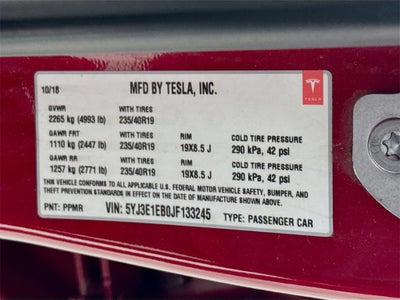 10/18 MFD BY TESLA, INC.
TESLA
GVWR WITH TIRES
2265 kg (4993 lb) 235/40R19
GAWR FRT WITH TIRES RIM COLD TIRE PRESSURE
1110 kg (2447 lb) 235/40R19 19X8.5 J 290 kPa, 42 psi
GAWR RR WITH TIRES RIM COLD TIRE PRESSURE
1257 kg (2771 lb) 235/40R19 19X8.5 J 290 kPa, 42 psi
THIS VEHICLE CONFORMS TO ALL APPLICABLE U.S. FEDERAL MOTOR VEHICLE SAFETY, BUMPER, AND
THEFT PREVENTION STANDARDS IN EFFECT ON THE DATE OF MANUFACTURE SHOWN ABOVE.
PNT: PPMR VIN: 5YJ3E1EB0JF133245 TYPE: PASSENGER CAR